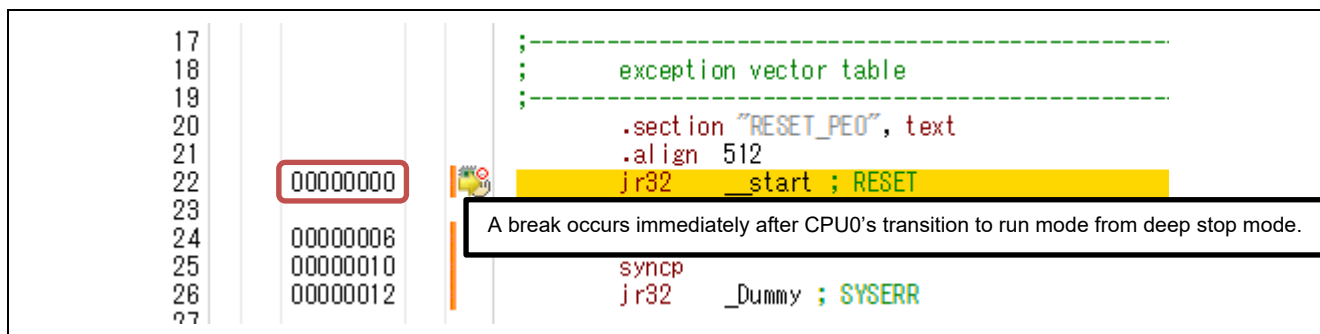 17 ;--------------------------------------------------
18 ; exception vector table
19 ;--------------------------------------------------
20 .section "RESET_PE0", text
21 .align 512
22 00000000 jr32 __start ; RESET
23
A break occurs immediately after CPU0's transition to run mode from deep stop mode.
24 00000006
25 00000010 syncp
26 00000012 jr32 _Dummy ; SYSERR
27